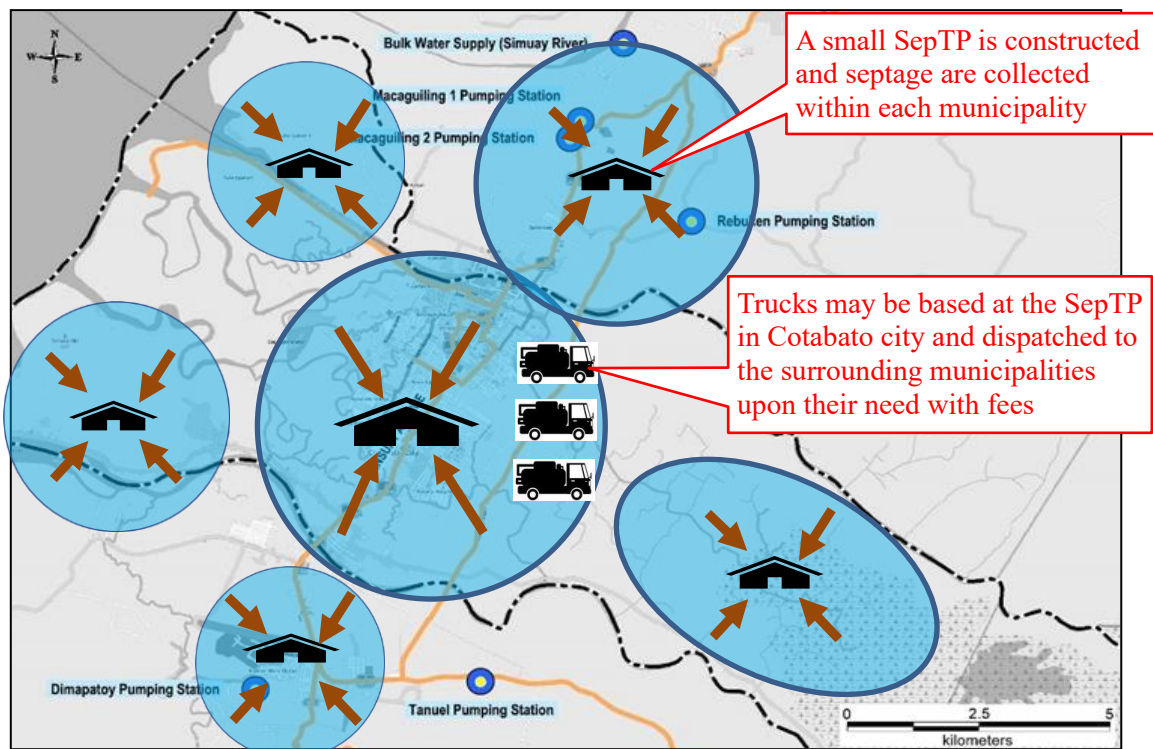 N
W E
S
Bulk Water Supply (Simuay River)
A small SepTP is constructed
and septage are collected
within each municipality
Macaguiling 1 Pumping Station
Macaguiling 2 Pumping Station
Rebuken Pumping Station
Trucks may be based at the SepTP
in Cotabato city and dispatched to
the surrounding municipalities
upon their need with fees
Dimapatoy Pumping Station
Tanuel Pumping Station
0 2.5 5
kilometers